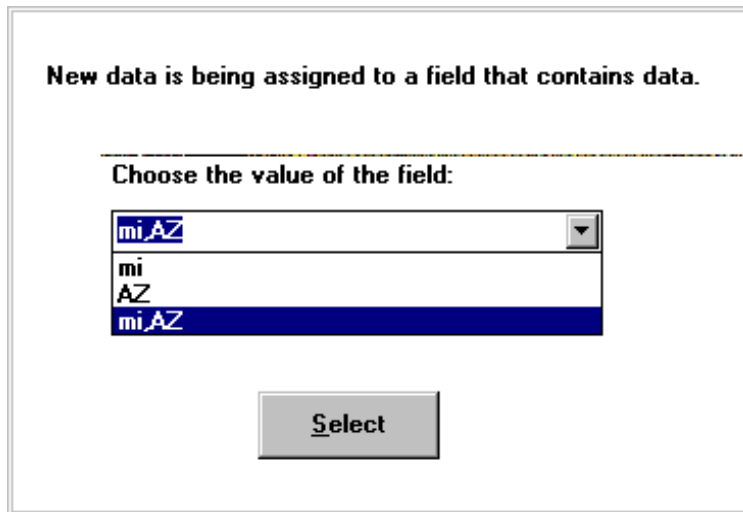 New data is being assigned to a field that contains data.
Choose the value of the field:
mi,AZ
mi
AZ
mi,AZ
Select